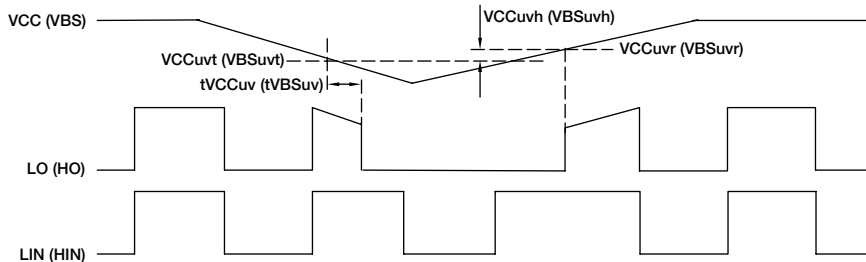 VCC (VBS)
VCCuvh (VBSuvh)
VCCuvt (VBSuvt)
VCCuvr (VBSuvr)
tVCCuv (tVBSuv)
LO (HO)
LIN (HIN)